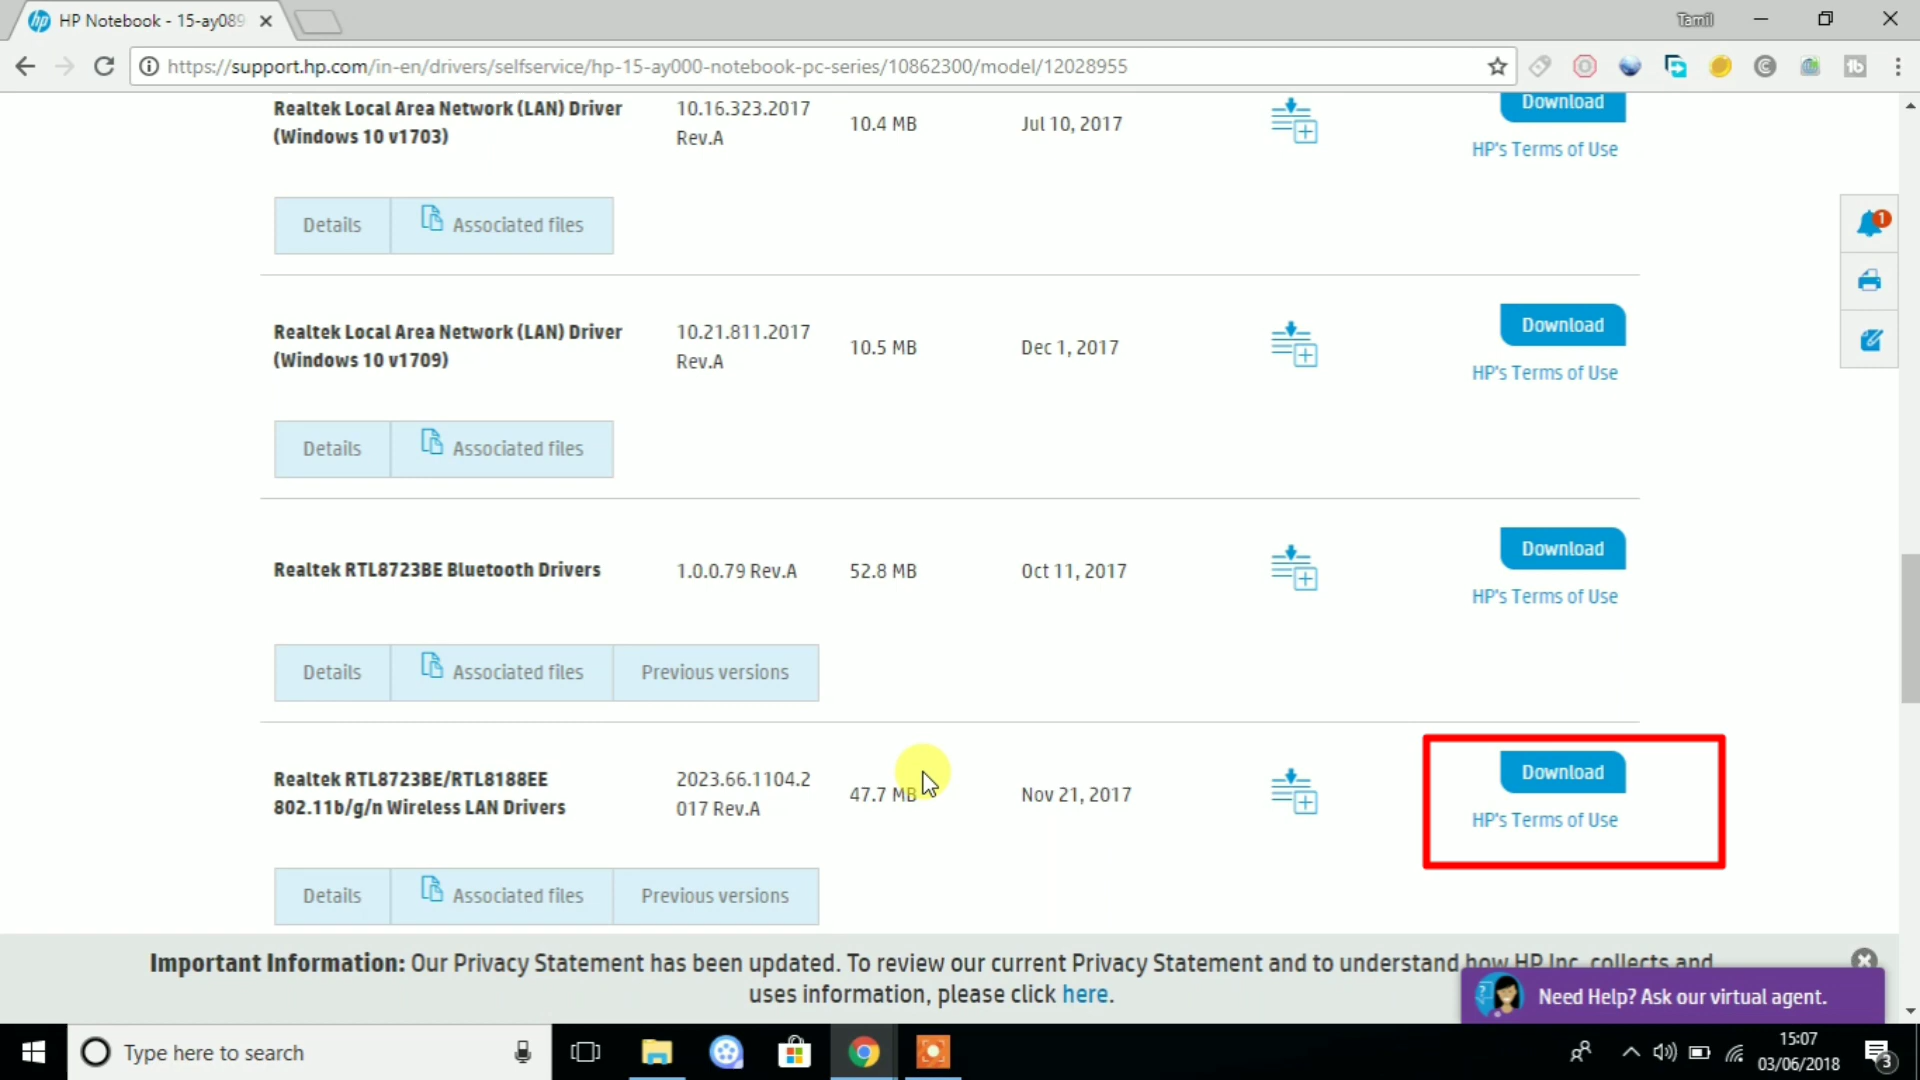 HP Notebook - 15-ay089
Tamil
https://support.hp.com/in-en/drivers/selfservice/hp-15-ay000-notebook-pc-series/10862300/model/12028955
Realtek Local Area Network (LAN) Driver
(Windows 10 v1703)
10.16.323.2017
Rev.A
10.4 MB
Jul 10, 2017
Download
HP's Terms of Use
Details
Associated files
1
Realtek Local Area Network (LAN) Driver
(Windows 10 v1709)
10.21.811.2017
Rev.A
10.5 MB
Dec 1, 2017
Download
HP's Terms of Use
Details
Associated files
Realtek RTL8723BE Bluetooth Drivers
1.0.0.79 Rev.A
52.8 MB
Oct 11, 2017
Download
HP's Terms of Use
Details
Associated files
Previous versions
Realtek RTL8723BE/RTL8188EE
802.11b/g/n Wireless LAN Drivers
2023.66.1104.2
017 Rev.A
47.7 MB
Nov 21, 2017
Download
HP's Terms of Use
Details
Associated files
Previous versions
Important Information: Our Privacy Statement has been updated. To review our current Privacy Statement and to understand how HP Inc. collects and
uses information, please click here.
Need Help? Ask our virtual agent.
Type here to search
15:07
03/06/2018
3